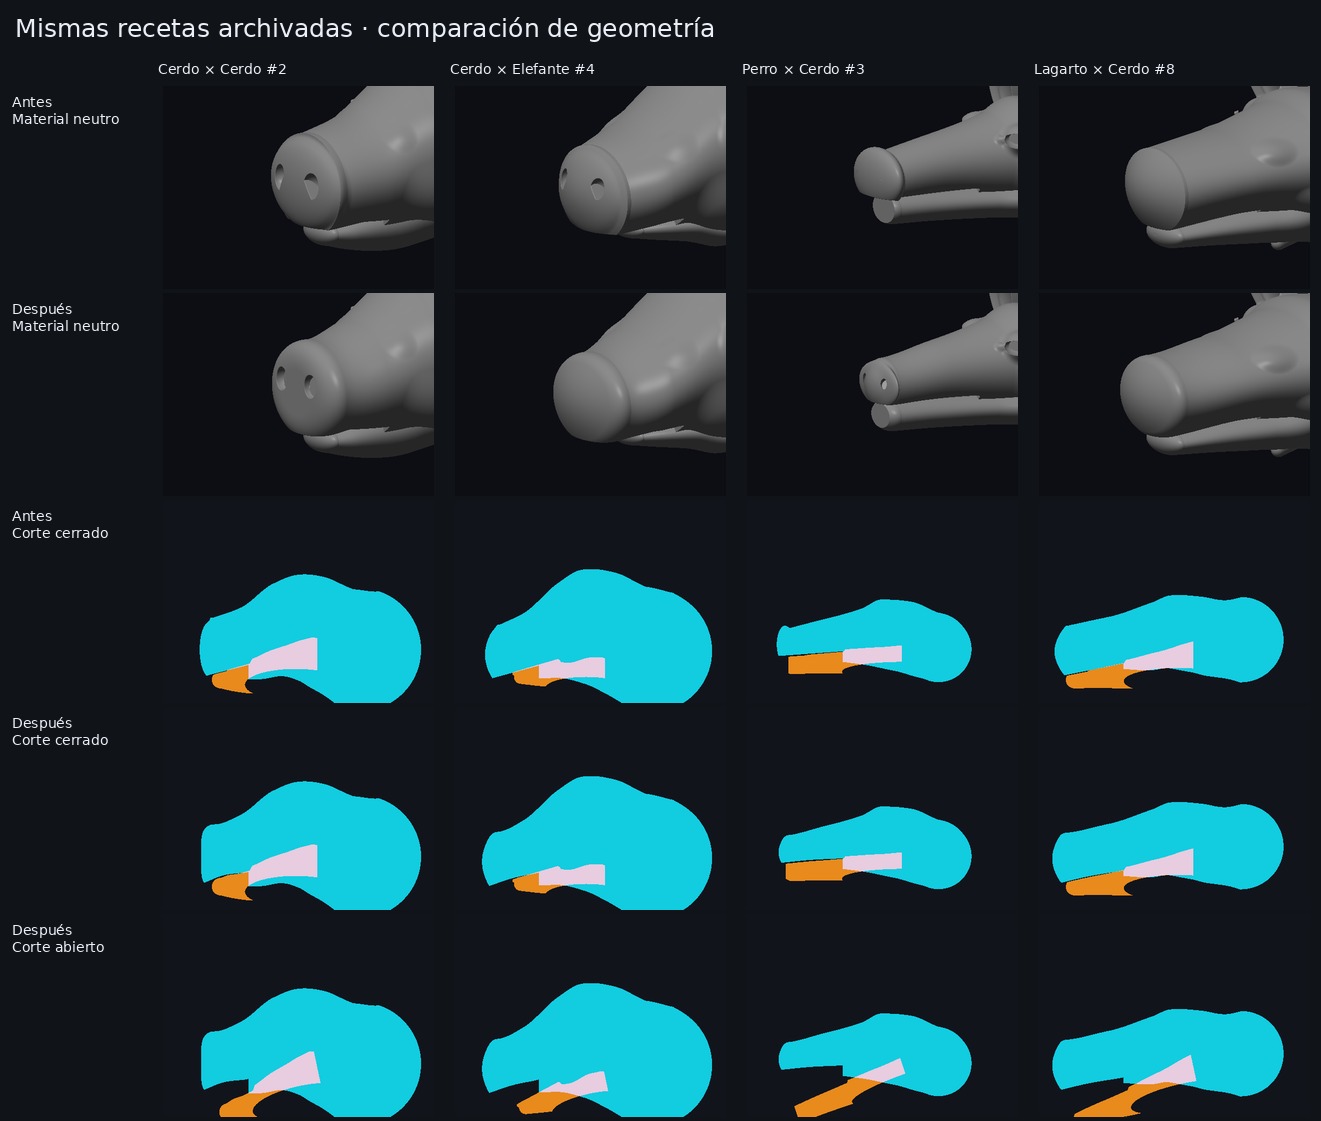 Mismas recetas archivadas · comparación de geometría
Cerdo × Cerdo #2
Cerdo × Elefante #4
Perro × Cerdo #3
Lagarto × Cerdo #8
Antes
Material neutro
Después
Material neutro
Antes
Corte cerrado
Después
Corte cerrado
Después
Corte abierto